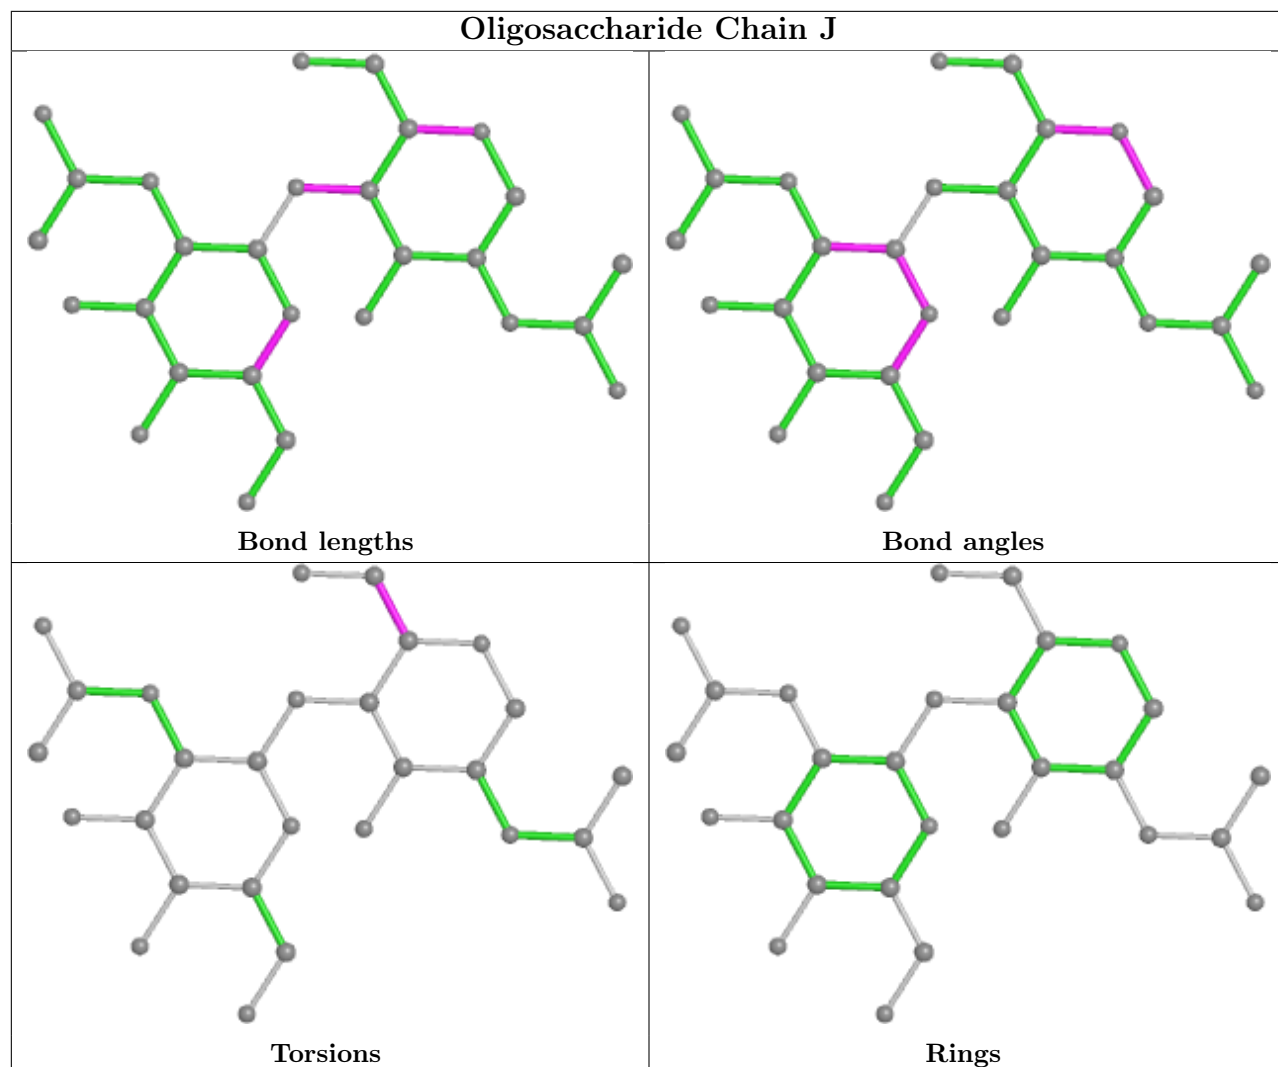 Oligosaccharide Chain J
Bond lengths
Bond angles
Torsions
Rings